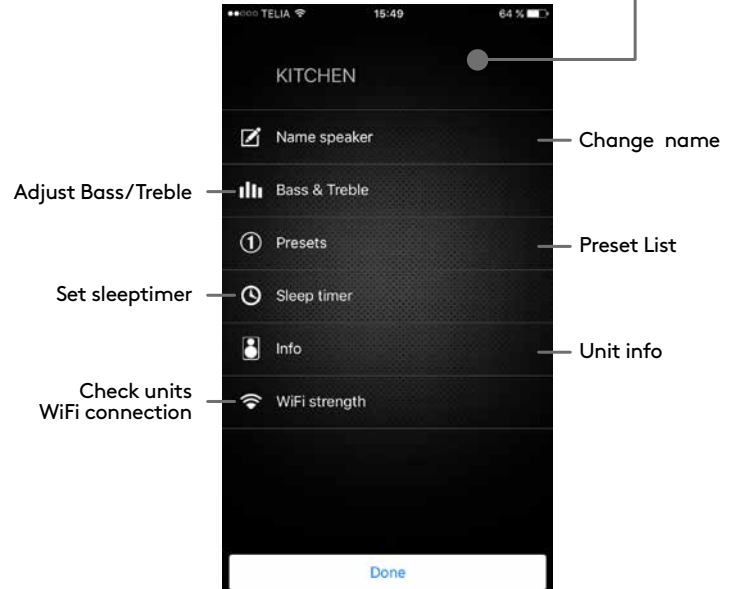 ●●○○○ TELIA 15:49 64 %
KITCHEN
Name speaker
Change name
Adjust Bass/Treble
Bass & Treble
1 Presets
Preset List
Set sleeptimer
Sleep timer
Info
Unit info
Check units
WiFi connection
WiFi strength
Done